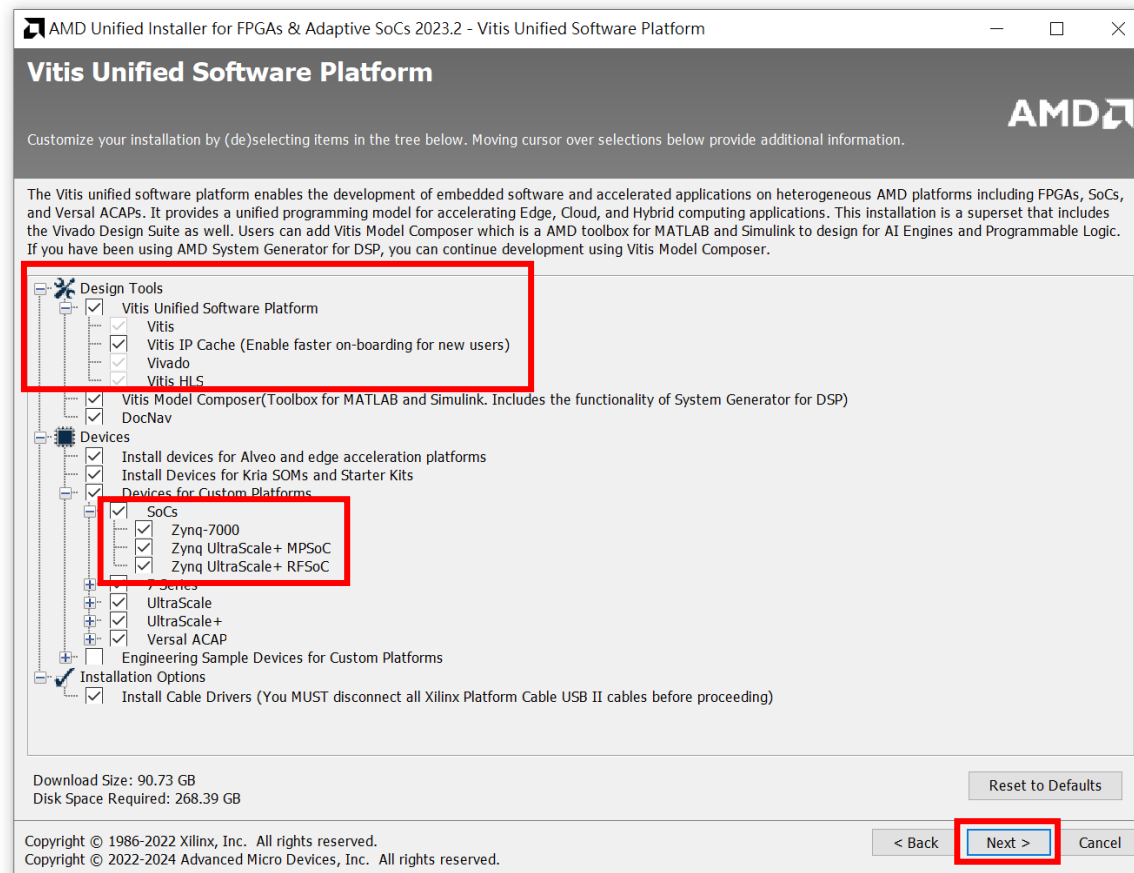 AMD Unified Installer for FPGAs & Adaptive SoCs 2023.2 - Vitis Unified Software Platform
Vitis Unified Software Platform
AMD
Customize your installation by (de)selecting items in the tree below. Moving cursor over selections below provide additional information.
The Vitis unified software platform enables the development of embedded software and accelerated applications on heterogeneous AMD platforms including FPGAs, SoCs,
and Versal ACAPs. It provides a unified programming model for accelerating Edge, Cloud, and Hybrid computing applications. This installation is a superset that includes
the Vivado Design Suite as well. Users can add Vitis Model Composer which is a AMD toolbox for MATLAB and Simulink to design for AI Engines and Programmable Logic.
If you have been using AMD System Generator for DSP, you can continue development using Vitis Model Composer.
Design Tools
Vitis Unified Software Platform
Vitis
Vitis IP Cache (Enable faster on-boarding for new users)
Vivado
Vitis HLS
Vitis Model Composer(Toolbox for MATLAB and Simulink. Includes the functionality of System Generator for DSP)
DocNav
Devices
Install devices for Alveo and edge acceleration platforms
Install Devices for Kria SOMs and Starter Kits
Devices for Custom Platforms
SoCs
Zynq-7000
Zynq UltraScale+ MPSoC
Zynq UltraScale+ RFSoC
7 Series
UltraScale
UltraScale+
Versal ACAP
Engineering Sample Devices for Custom Platforms
Installation Options
Install Cable Drivers (You MUST disconnect all Xilinx Platform Cable USB II cables before proceeding)
Download Size: 90.73 GB
Disk Space Required: 268.39 GB
Reset to Defaults
Copyright © 1986-2022 Xilinx, Inc. All rights reserved.
Copyright © 2022-2024 Advanced Micro Devices, Inc. All rights reserved.
< Back
Next >
Cancel